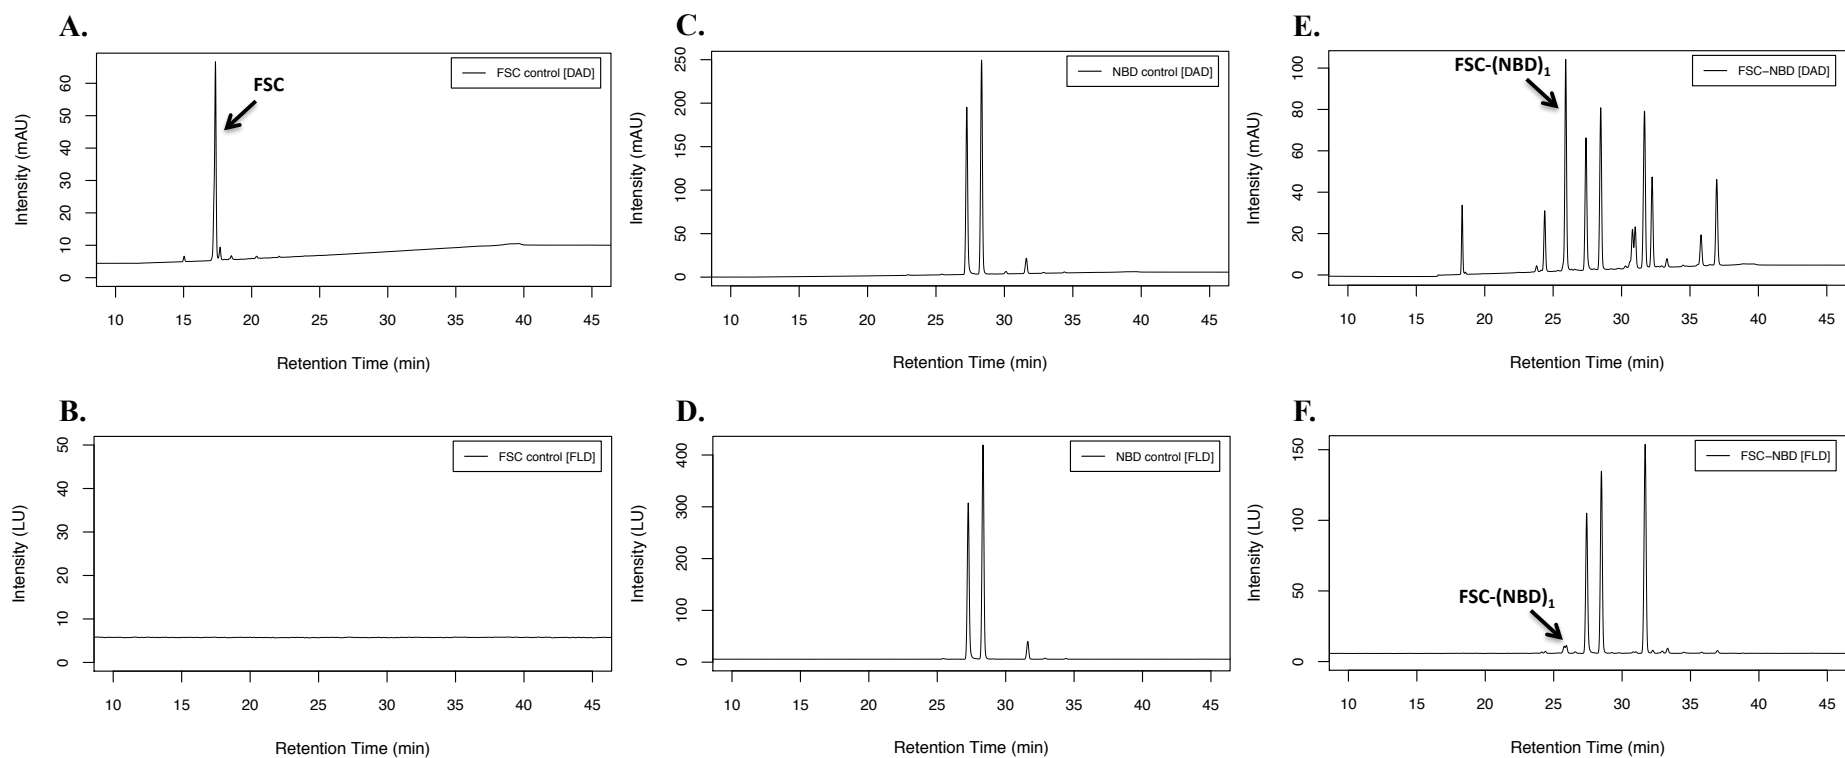 A.
FSC control [DAD]
FSC
Intensity (mAU)
0 10 20 30 40 50 60
10 15 20 25 30 35 40 45
Retention Time (min)
C.
NBD control [DAD]
Intensity (mAU)
0 50 100 150 200 250
10 15 20 25 30 35 40 45
Retention Time (min)
E.
FSC-(NBD)1
FSC−NBD [DAD]
Intensity (mAU)
0 20 40 60 80 100
10 15 20 25 30 35 40 45
Retention Time (min)
B.
FSC control [FLD]
Intensity (LU)
0 10 20 30 40 50
10 15 20 25 30 35 40 45
Retention Time (min)
D.
NBD control [FLD]
Intensity (LU)
0 100 200 300 400
10 15 20 25 30 35 40 45
Retention Time (min)
F.
FSC−NBD [FLD]
FSC-(NBD)1
Intensity (LU)
0 50 100 150
10 15 20 25 30 35 40 45
Retention Time (min)